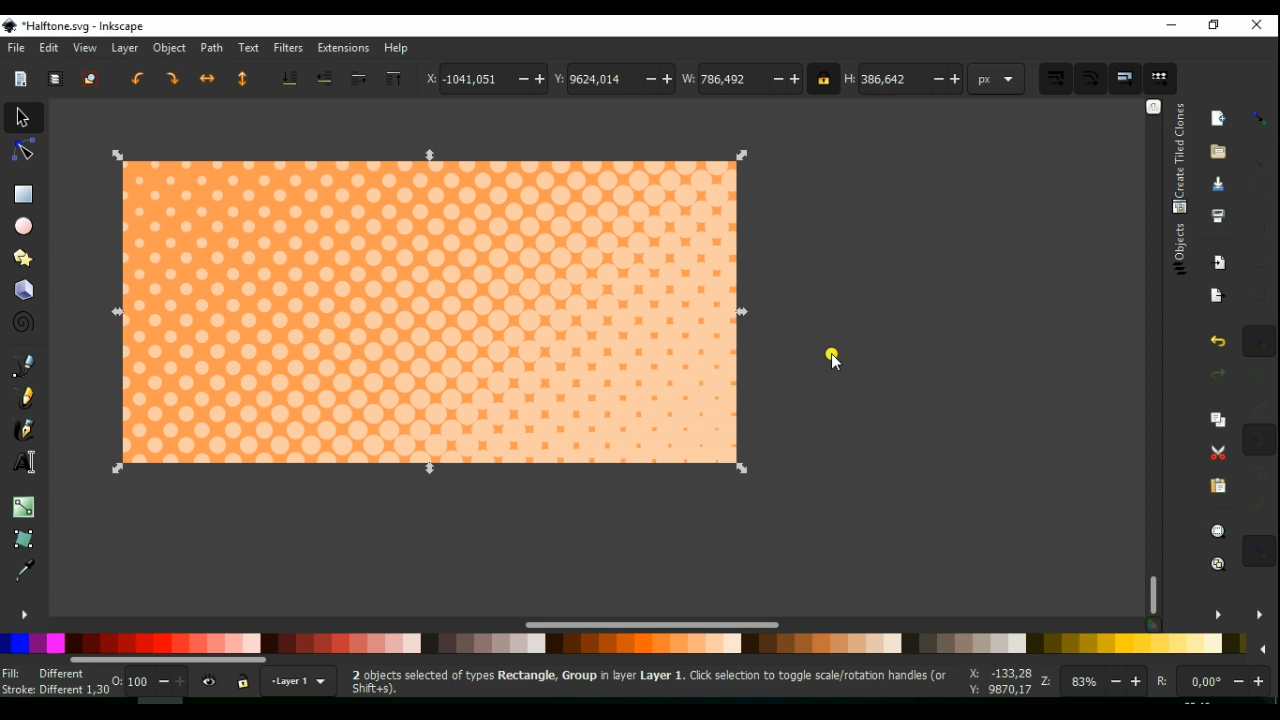 *Halftone.svg - Inkscape
File Edit View Layer Object Path Text Filters Extensions Help
X: -1041,051 Y: 9624,014 W: 786,492 H: 386,642 px
Create Tiled Clones
Objects
Fill: Different
Stroke: Different 1,30
O: 100
-Layer 1
2 objects selected of types Rectangle, Group in layer Layer 1. Click selection to toggle scale/rotation handles (or
Shift+s).
X: -133,28
Y: 9870,17
Z: 83%
R: 0,00°